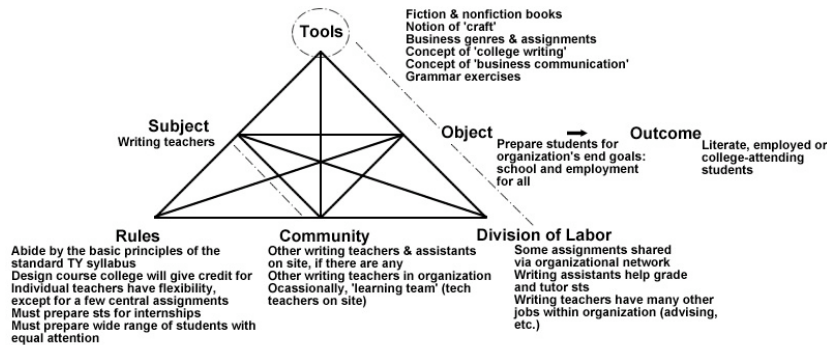 Tools
Fiction & nonfiction books
Notion of 'craft'
Business genres & assignments
Concept of 'college writing'
Concept of 'business communication'
Grammar exercises
Subject
Writing teachers
Object
Prepare students for
organization's end goals:
school and employment
for all
Outcome
Literate, employed or
college-attending
students
Rules
Abide by the basic principles of the
standard TY syllabus
Design course college will give credit for
Individual teachers have flexibility,
except for a few central assignments
Must prepare sts for internships
Must prepare wide range of students with
equal attention
Community
Other writing teachers & assistants
on site, if there are any
Other writing teachers in organization
Ocassionally, 'learning team' (tech
teachers on site)
Division of Labor
Some assignments shared
via organizational network
Writing assistants help grade
and tutor sts
Writing teachers have many other
jobs within organization (advising,
etc.)